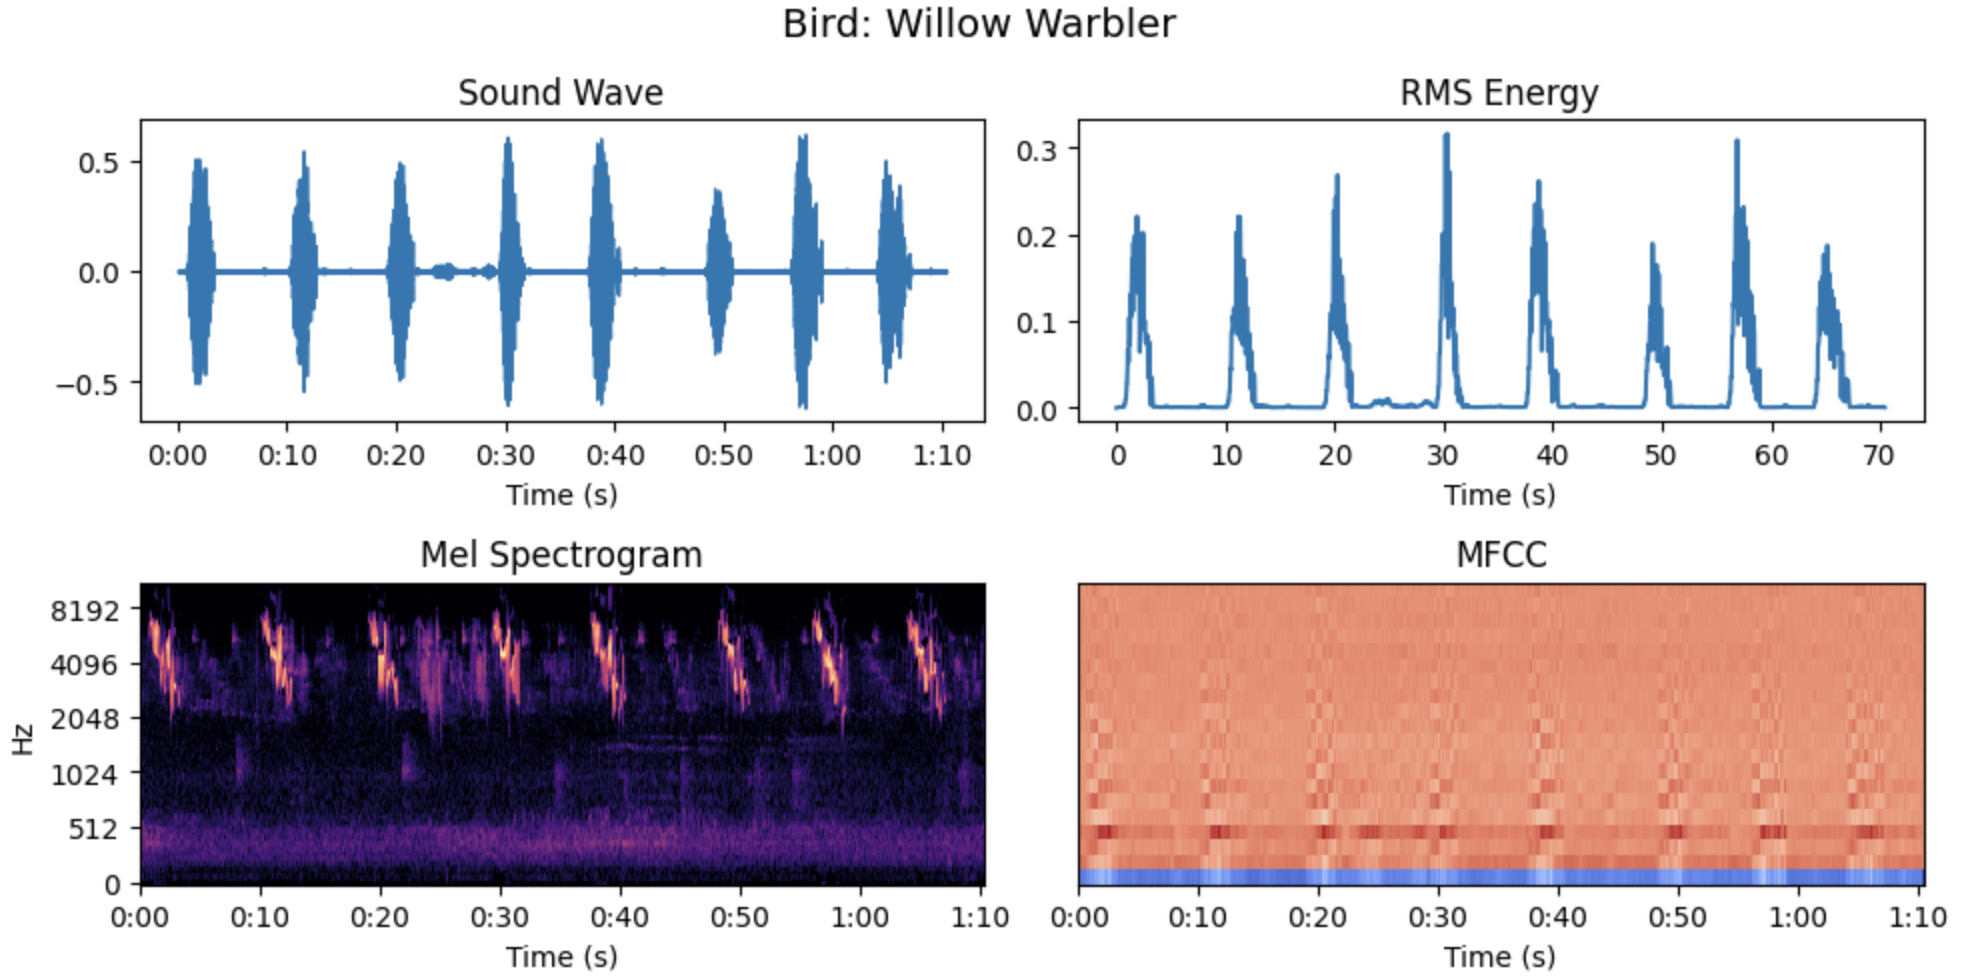 Bird: Willow Warbler
Sound Wave
0.5
0.0
−0.5
0:00 0:10 0:20 0:30 0:40 0:50 1:00 1:10
Time (s)
RMS Energy
0.3
0.2
0.1
0.0
0 10 20 30 40 50 60 70
Time (s)
Mel Spectrogram
Hz
8192
4096
2048
1024
512
0
0:00 0:10 0:20 0:30 0:40 0:50 1:00 1:10
Time (s)
MFCC
0:00 0:10 0:20 0:30 0:40 0:50 1:00 1:10
Time (s)